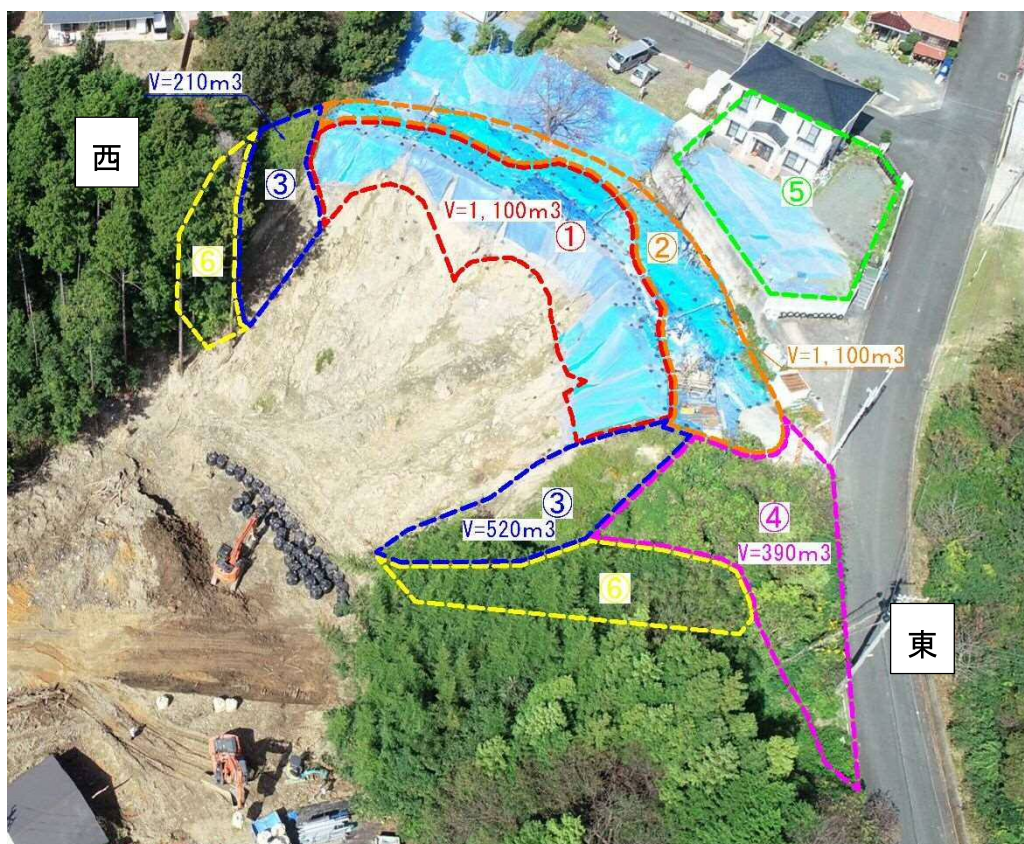 V=210m3
西
③
⑤
V=1,100m3
①
②
⑥
V=1,100m3
③
V=520m3
④
V=390m3
⑥
東